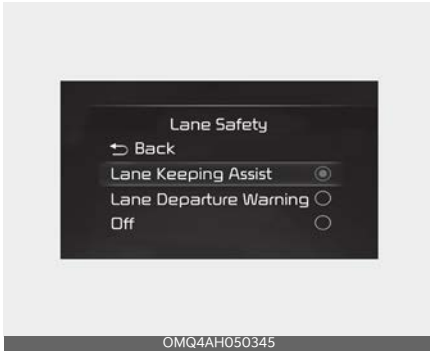 Lane Safety
Back
Lane Keeping Assist
Lane Departure Warning
Off
OMQ4AH050345